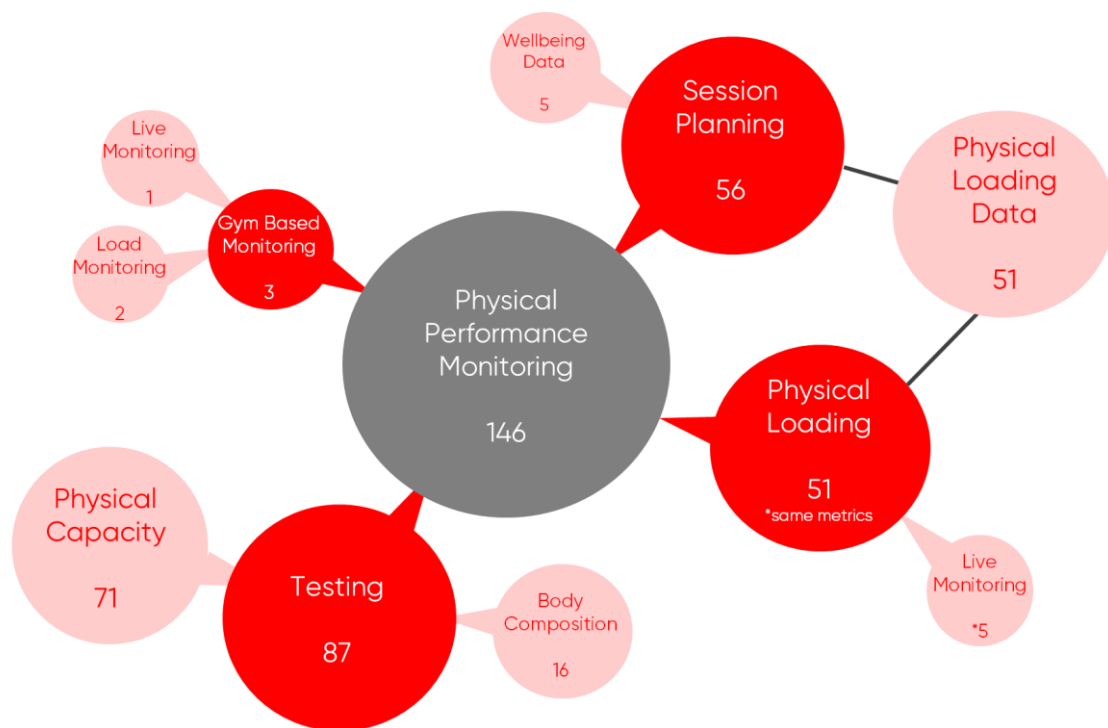 Wellbeing
Data
5
Session
Planning
56
Live
Monitoring
1
Gym Based
Monitoring
3
Load
Monitoring
2
Physical
Loading
Data
51
Physical
Performance
Monitoring
146
Physical
Loading
51
*same metrics
Live
Monitoring
*5
Physical
Capacity
71
Testing
87
Body
Composition
16